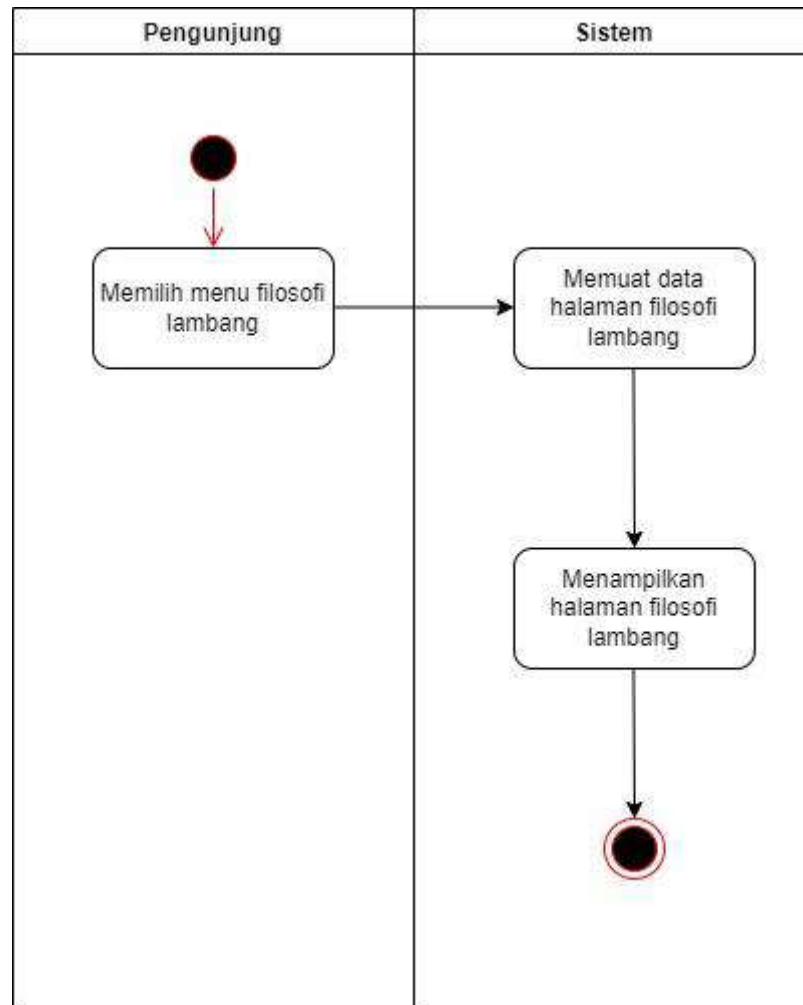 Pengunjung
Sistem
Memilih menu filosofi
lambang
Memuat data
halaman filosofi
lambang
Menampilkan
halaman filosofi
lambang